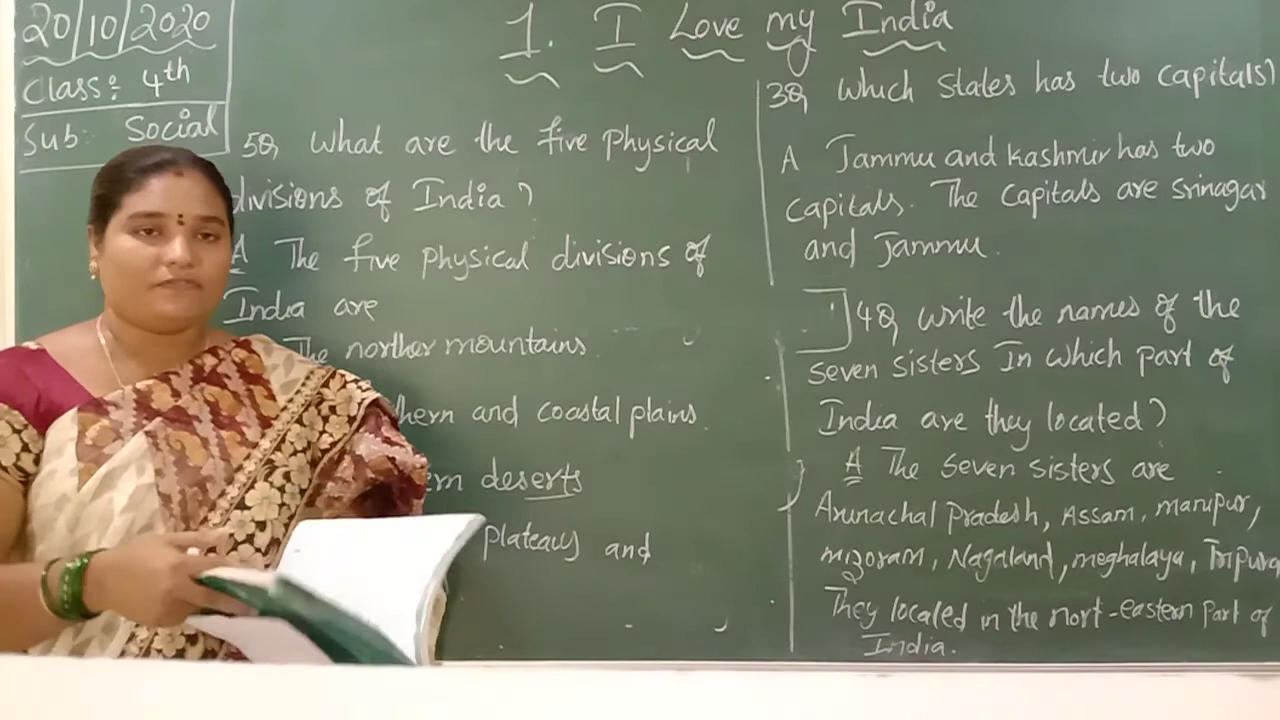 20/10/2020
Class: 4th
Sub: Social
1. I Love my India
5Q What are the five physical
divisions of India?
A The five physical divisions of
India are
The norther mountains.
hern and coastal plains.
ern deserts
plateaus and
3Q Which states has two capitals?
A Jammu and Kashmir has two
capitals. The capitals are srinagar
and Jammu.
4Q write the names of the
seven sisters In which part of
India are they located?
A The seven sisters are
Arunachal Pradesh, Assam, manipur,
mizoram, Nagaland, meghalaya, Tripura
They located in the nort-eastern part of
India.